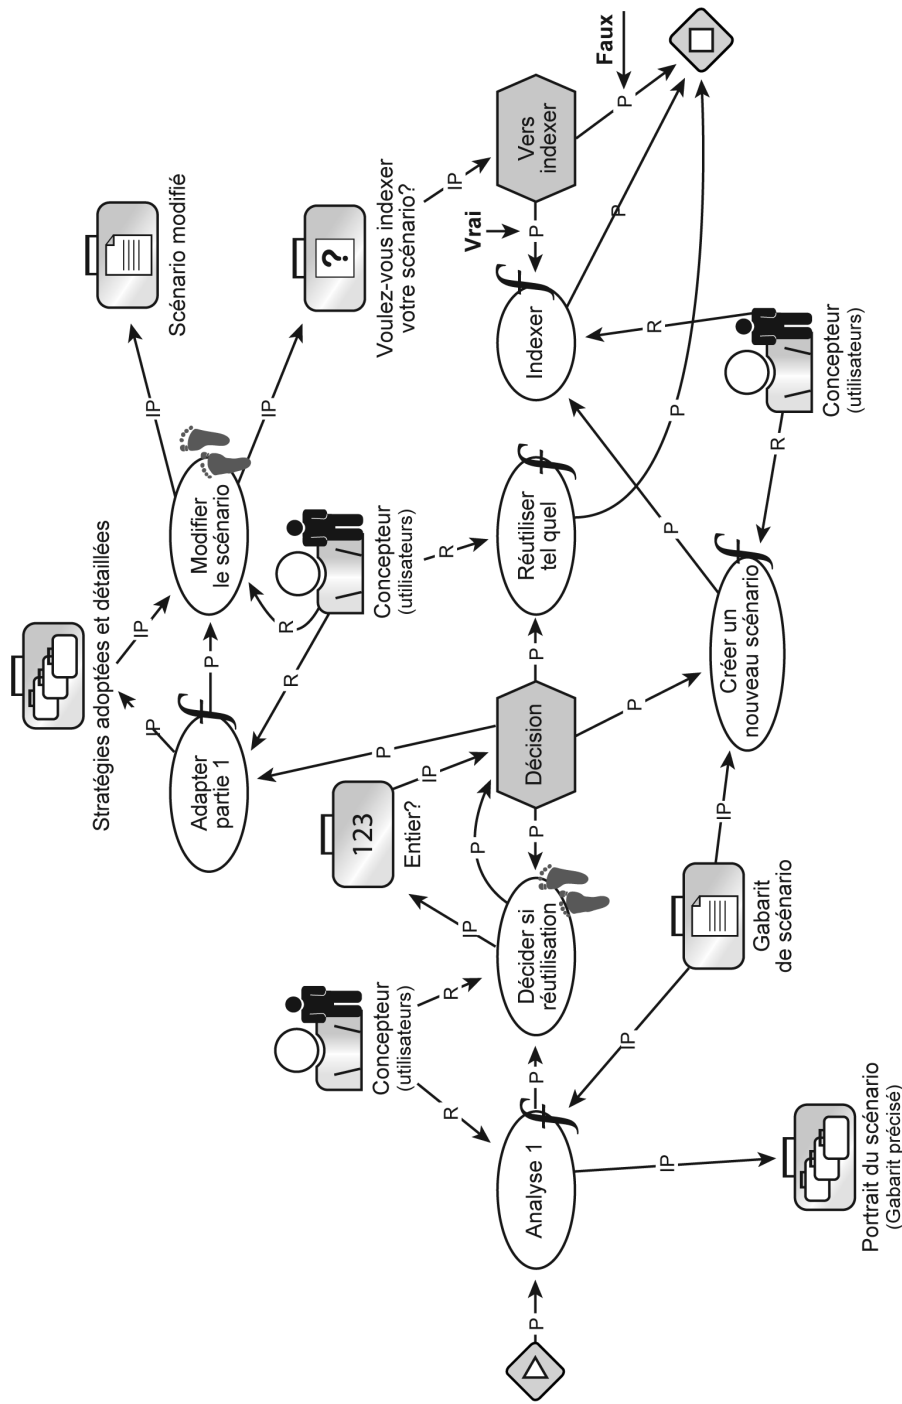 Scénario modifié
IP
Stratégies adoptées et détaillées
IP
IP
Modifier
le scénario
IP
?
Voulez-vous indexer
votre scénario?
IP
Adapter
partie 1
P
R
R
Concepteur
(utilisateurs)
R
P
123
Entier?
IP
IP
Concepteur
(utilisateurs)
R
R
P
Analyse 1
P
Décider si
réutilisation
P
P
Décision
P
Réutiliser
tel quel
P
Indexer
P
Vrai
Vers
indexer
P
Faux
P
P
P
IP
Portrait du scénario
(Gabarit précisé)
IP
Gabarit
de scénario
IP
Créer un
nouveau scénario
P
R
R
Concepteur
(utilisateurs)